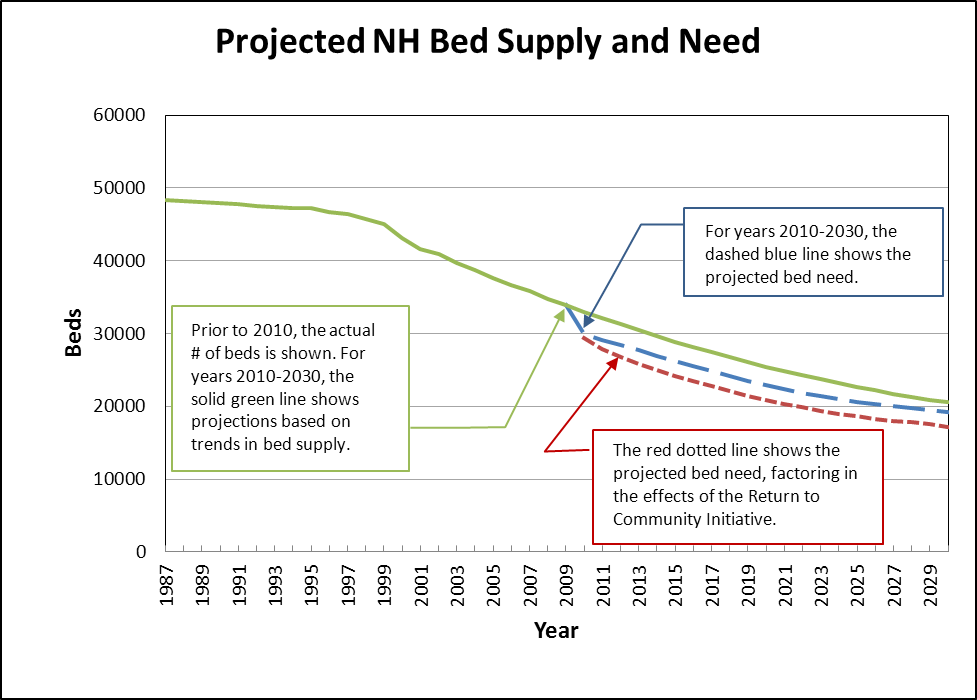 Projected NH Bed Supply and Need
60000
50000
40000
30000
20000
10000
0
Beds
For years 2010-2030, the
dashed blue line shows the
projected bed need.
Prior to 2010, the actual
# of beds is shown. For
years 2010-2030, the
solid green line shows
projections based on
trends in bed supply.
The red dotted line shows the
projected bed need, factoring in
the effects of the Return to
Community Initiative.
1987
1989
1991
1993
1995
1997
1999
2001
2003
2005
2007
2009
2011
2013
2015
2017
2019
2021
2023
2025
2027
2029
Year